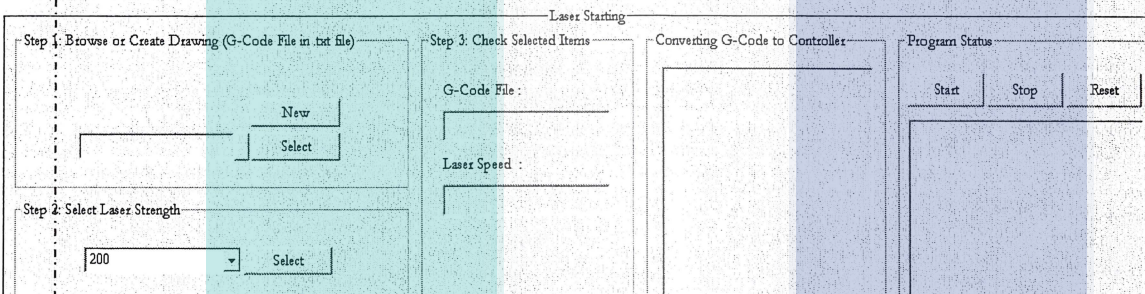 Laser Starting
Step 1: Browse or Create Drawing (G-Code File in .txt file)
New
Select
Step 2: Select Laser Strength
200
Select
Step 3: Check Selected Items
G-Code File :
Laser Speed :
Converting G-Code to Controller
Program Status
Start
Stop
Reset